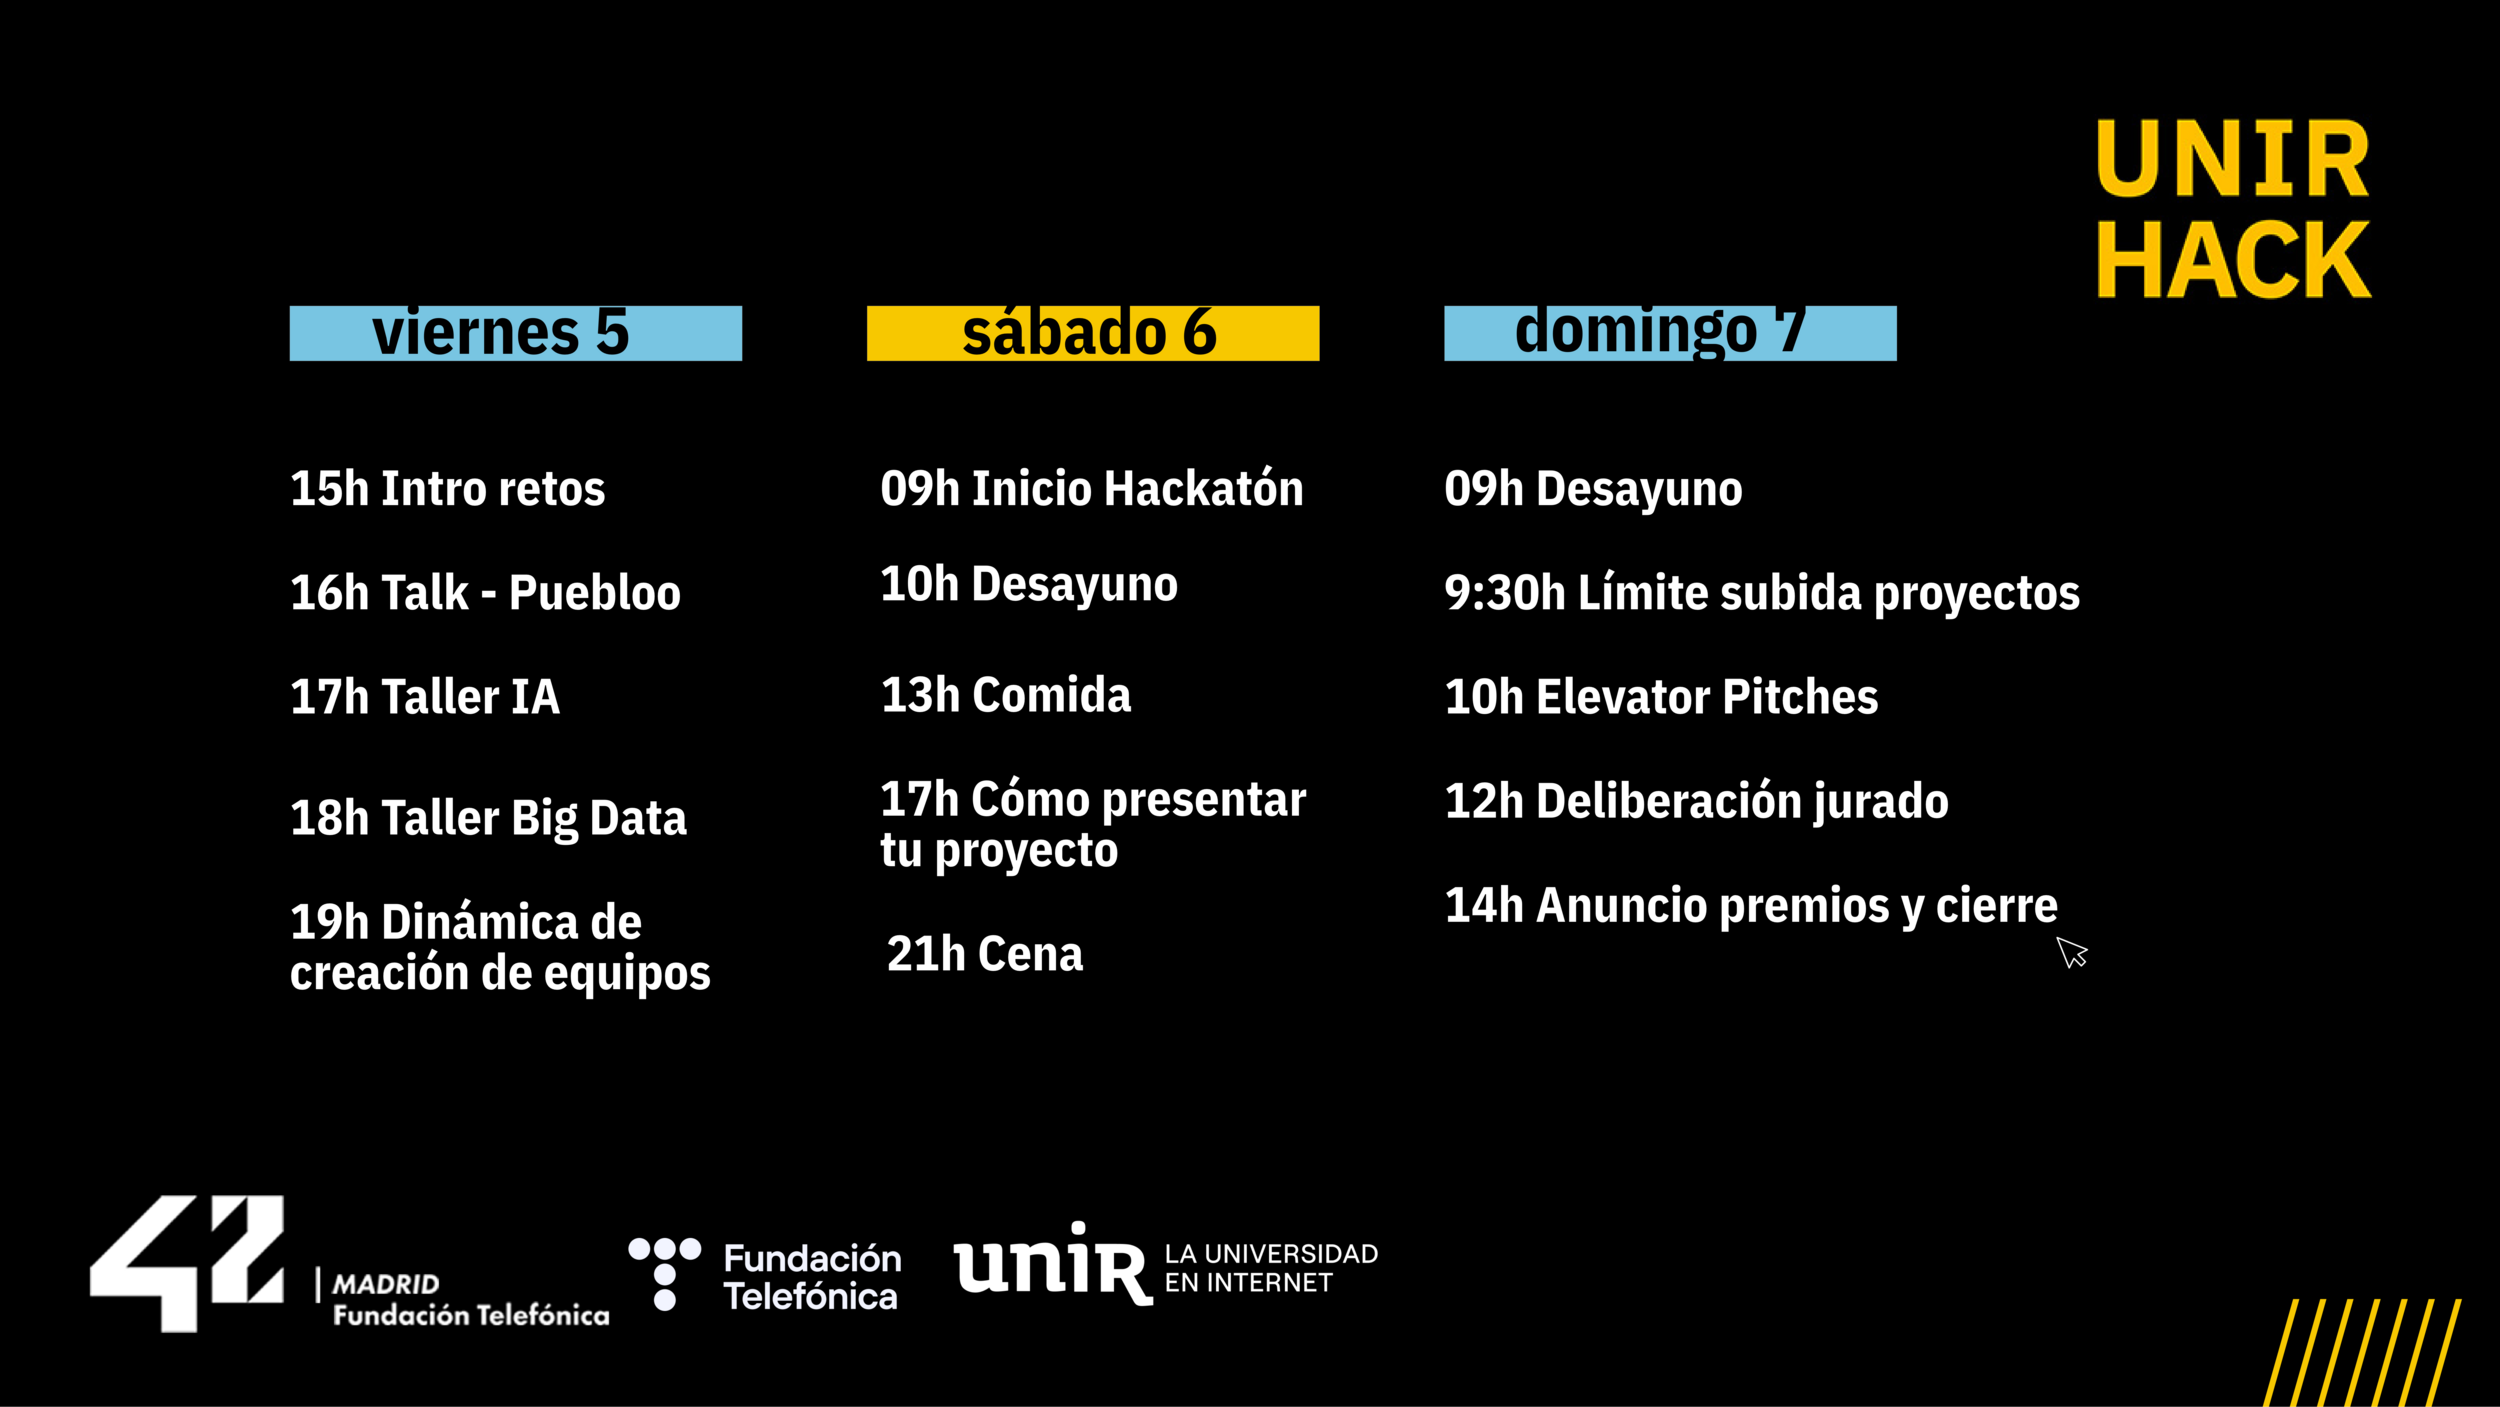 UNIR
HACK
viernes 5
15h Intro retos
16h Talk - Puebloo
17h Taller IA
18h Taller Big Data
19h Dinámica de
creación de equipos
sábado 6
09h Inicio Hackatón
10h Desayuno
13h Comida
17h Cómo presentar
tu proyecto
21h Cena
domingo 7
09h Desayuno
9:30h Límite subida proyectos
10h Elevator Pitches
12h Deliberación jurado
14h Anuncio premios y cierre
42
MADRID
Fundación Telefónica
Fundación
Telefónica
unir
LA UNIVERSIDAD
EN INTERNET